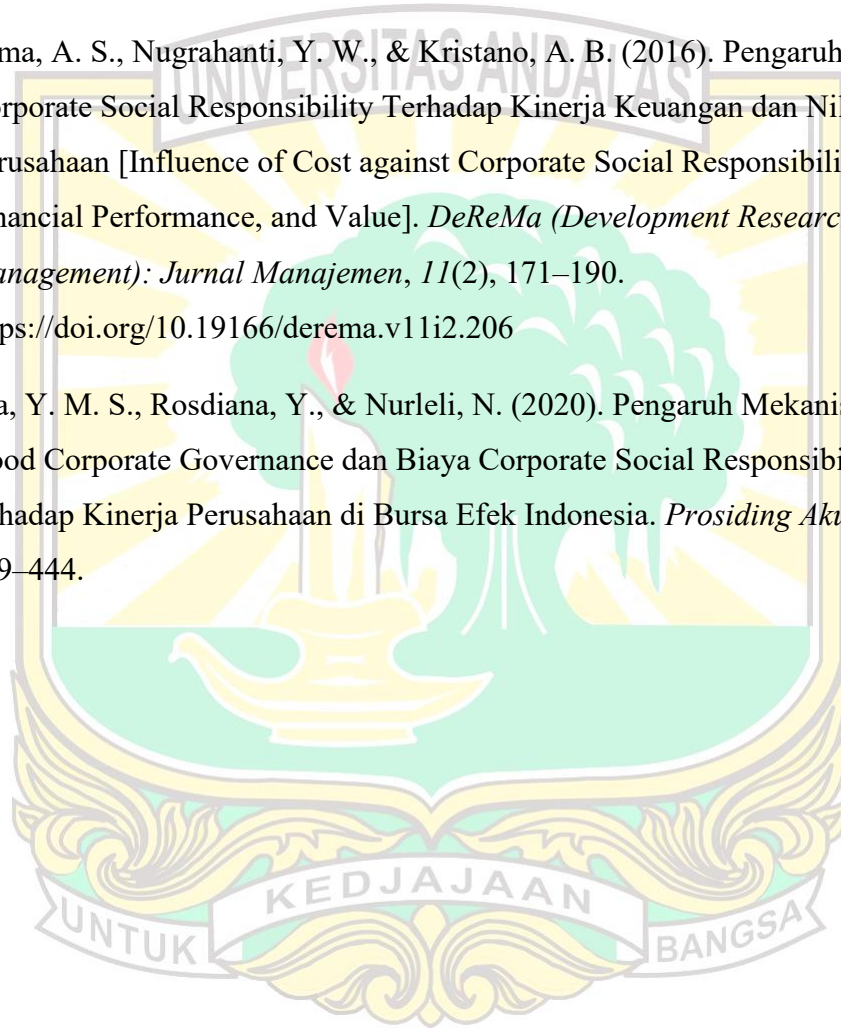 ma, A. S., Nugrahanti, Y. W., & Kristano, A. B. (2016). Pengaruh
orporate Social Responsibility Terhadap Kinerja Keuangan dan Nil
rusahaan [Influence of Cost against Corporate Social Responsibili
nancial Performance, and Value]. DeReMa (Development Researc
anagement): Jurnal Manajemen, 11(2), 171–190.
ps://doi.org/10.19166/derema.v11i2.206
a, Y. M. S., Rosdiana, Y., & Nurleli, N. (2020). Pengaruh Mekanis
ood Corporate Governance dan Biaya Corporate Social Responsibi
hadap Kinerja Perusahaan di Bursa Efek Indonesia. Prosiding Aku
9–444.
UNIVERSITAS ANDALAS
UNTUK KEDJAJAAN BANGSA